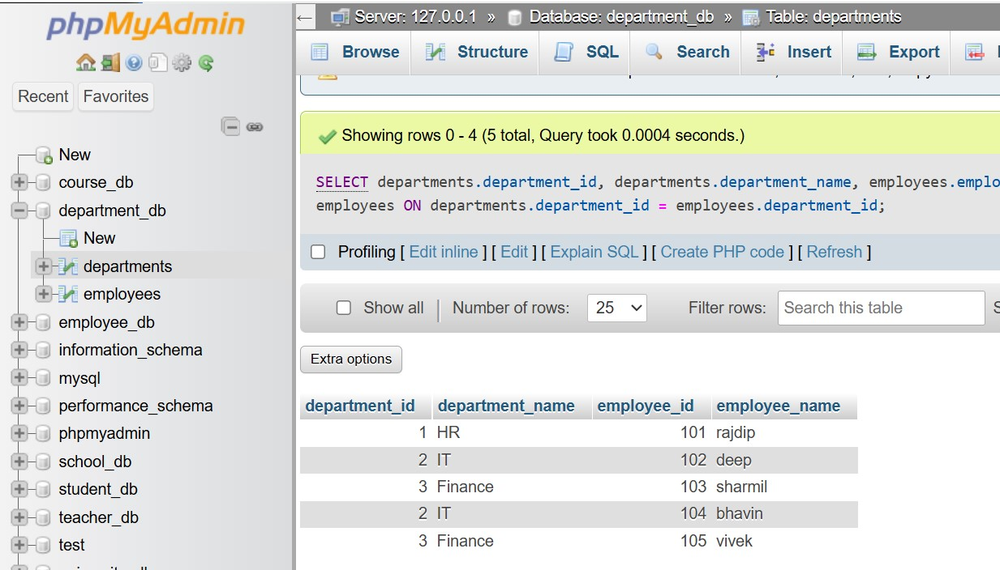 phpMyAdmin
Recent Favorites
New
course_db
department_db
New
departments
employees
employee_db
information_schema
mysql
performance_schema
phpmyadmin
school_db
student_db
teacher_db
test
← Server: 127.0.0.1 » Database: department_db » Table: departments
Browse Structure SQL Search Insert Export
Showing rows 0 - 4 (5 total, Query took 0.0004 seconds.)
SELECT departments.department_id, departments.department_name, employees.emplo
employees ON departments.department_id = employees.department_id;
Profiling [ Edit inline ] [ Edit ] [ Explain SQL ] [ Create PHP code ] [ Refresh ]
Show all | Number of rows: 25 Filter rows: Search this table
Extra options
department_id department_name employee_id employee_name
1 HR 101 rajdip
2 IT 102 deep
3 Finance 103 sharmil
2 IT 104 bhavin
3 Finance 105 vivek